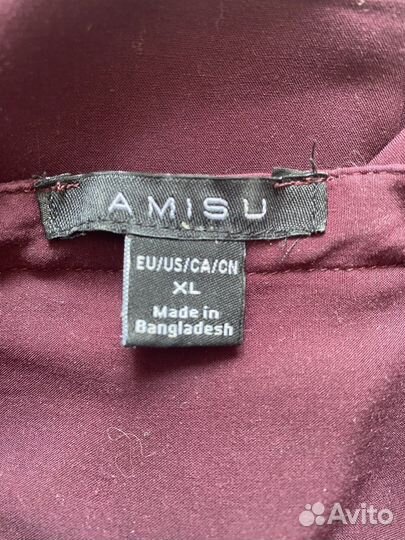 AMISU
EU/US/CA/CN
XL
Made in
Bangladesh
Avito